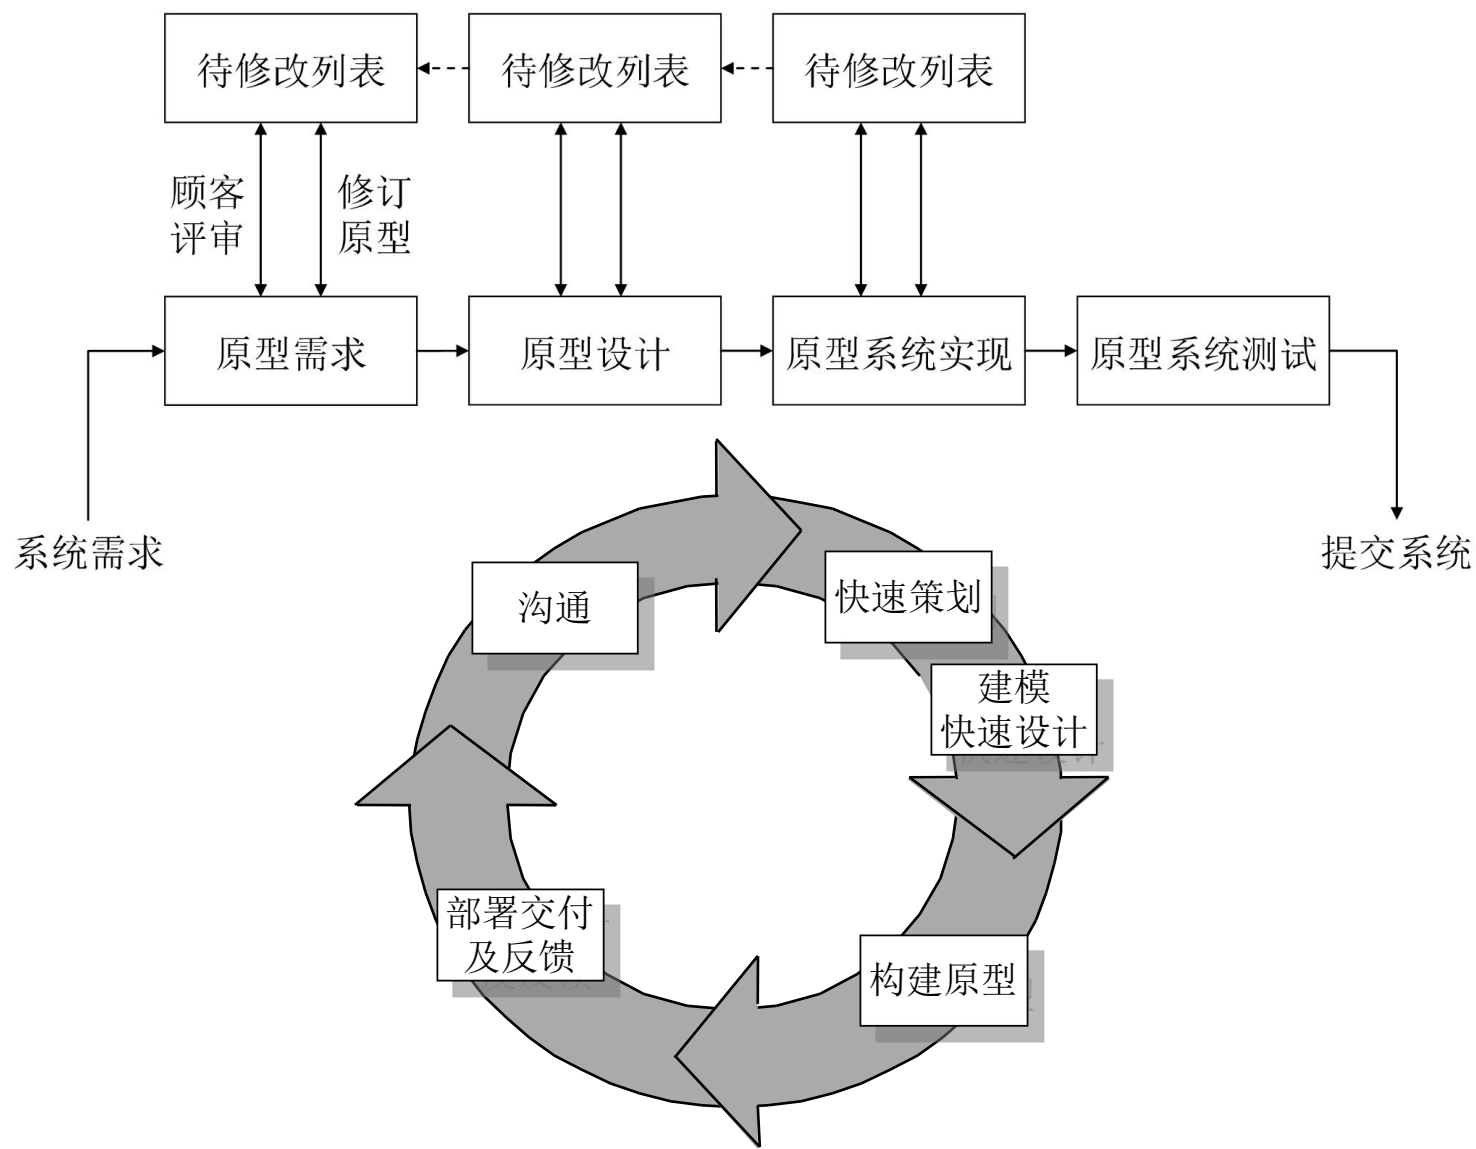 待修改列表
待修改列表
待修改列表
顾客
评审
修订
原型
原型需求
原型设计
原型系统实现
原型系统测试
系统需求
提交系统
沟通
快速策划
建模
快速设计
部署交付
及反馈
构建原型